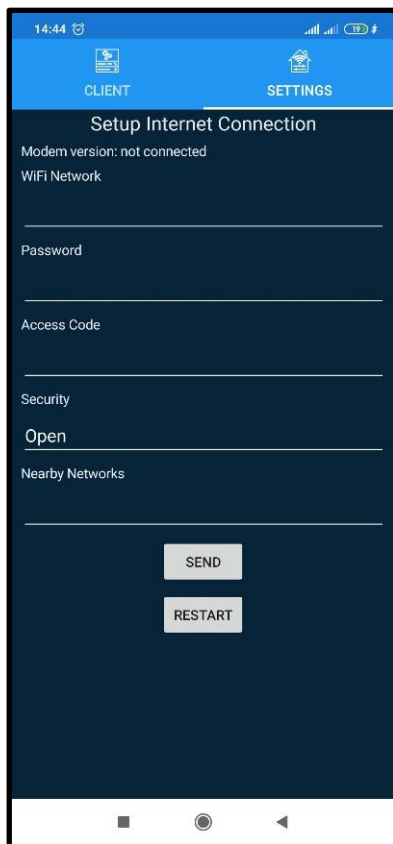 14:44 19
CLIENT SETTINGS
Setup Internet Connection
Modem version: not connected
WiFi Network
Password
Access Code
Security
Open
Nearby Networks
SEND
RESTART